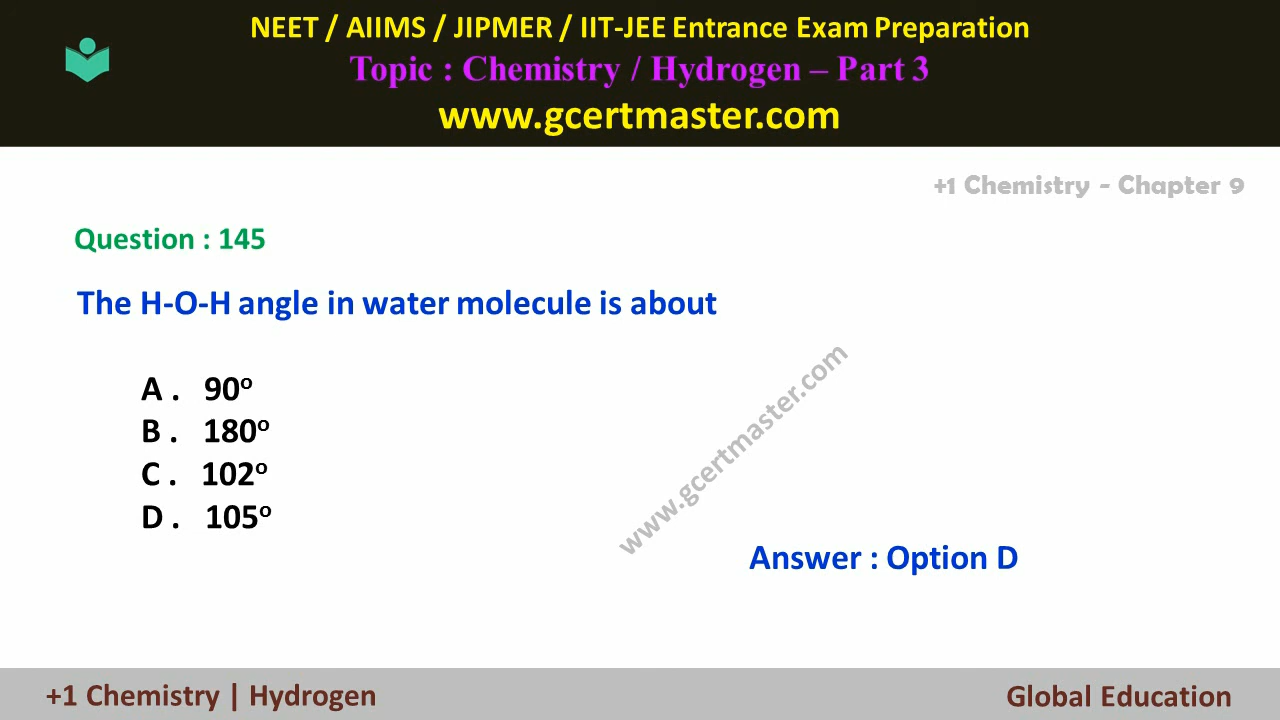 NEET / AIIMS / JIPMER / IIT-JEE Entrance Exam Preparation
Topic : Chemistry / Hydrogen – Part 3
www.gcertmaster.com
+1 Chemistry - Chapter 9
Question : 145
The H-O-H angle in water molecule is about
A . 90º
B . 180º
C . 102º
D . 105º
www.gcertmaster.com
Answer : Option D
+1 Chemistry | Hydrogen
Global Education